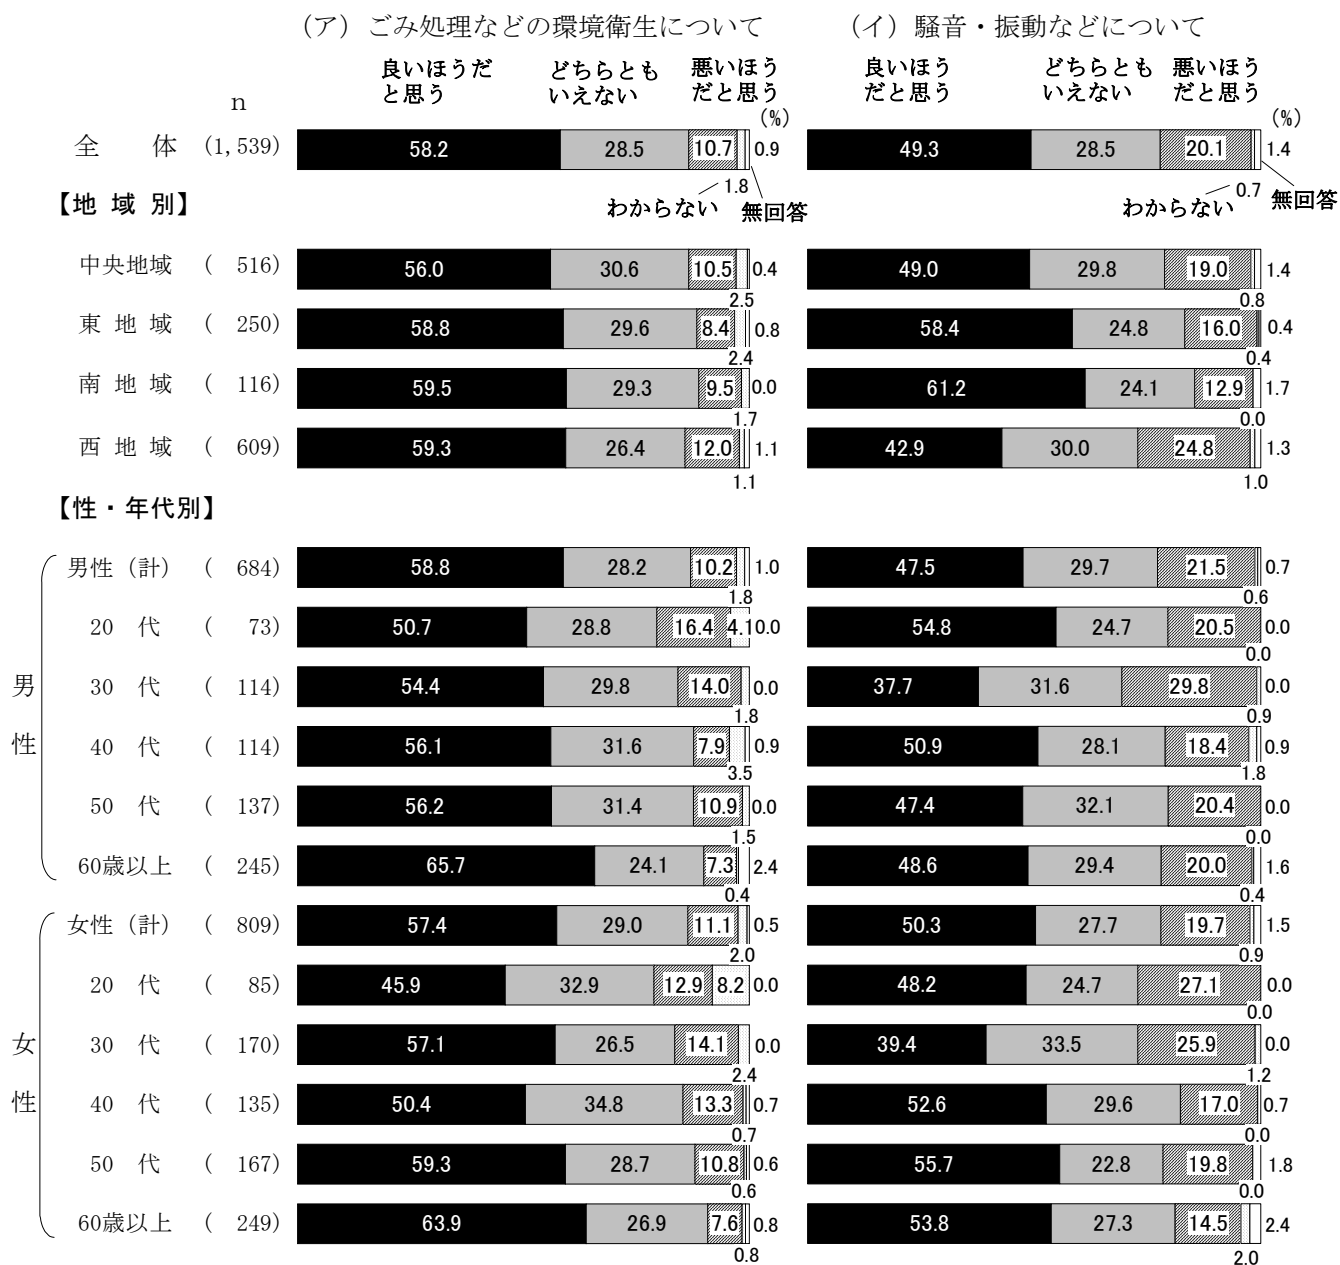 （ア）ごみ処理などの環境衛生について　（イ）騒音・振動などについて
良いほうだと思う　どちらともいえない　悪いほうだと思う　良いほうだと思う　どちらともいえない　悪いほうだと思う
n　(%)　(%)
全　体　(1,539)　58.2　28.5　10.7　1.8　0.9　49.3　28.5　20.1　0.7　1.4
わからない　無回答　わからない　無回答
【地 域 別】
中央地域　( 516)　56.0　30.6　10.5　2.5　0.4　49.0　29.8　19.0　0.8　1.4
東 地 域　( 250)　58.8　29.6　8.4　2.4　0.8　58.4　24.8　16.0　0.4　0.4
南 地 域　( 116)　59.5　29.3　9.5　1.7　0.0　61.2　24.1　12.9　0.0　1.7
西 地 域　( 609)　59.3　26.4　12.0　1.1　1.1　42.9　30.0　24.8　1.0　1.3
【性・年代別】
男性（計）　( 684)　58.8　28.2　10.2　1.8　1.0　47.5　29.7　21.5　0.6　0.7
男性
20 代　( 73)　50.7　28.8　16.4　4.1　0.0　54.8　24.7　20.5　0.0　0.0
30 代　( 114)　54.4　29.8　14.0　1.8　0.0　37.7　31.6　29.8　0.9　0.0
40 代　( 114)　56.1　31.6　7.9　3.5　0.9　50.9　28.1　18.4　1.8　0.9
50 代　( 137)　56.2　31.4　10.9　1.5　0.0　47.4　32.1　20.4　0.0　0.0
60歳以上　( 245)　65.7　24.1　7.3　0.4　2.4　48.6　29.4　20.0　0.4　1.6
女性（計）　( 809)　57.4　29.0　11.1　2.0　0.5　50.3　27.7　19.7　0.9　1.5
女性
20 代　( 85)　45.9　32.9　12.9　8.2　0.0　48.2　24.7　27.1　0.0　0.0
30 代　( 170)　57.1　26.5　14.1　2.4　0.0　39.4　33.5　25.9　1.2　0.0
40 代　( 135)　50.4　34.8　13.3　0.7　0.7　52.6　29.6　17.0　0.0　0.7
50 代　( 167)　59.3　28.7　10.8　0.6　0.6　55.7　22.8　19.8　0.0　1.8
60歳以上　( 249)　63.9　26.9　7.6　0.8　0.8　53.8　27.3　14.5　2.0　2.4